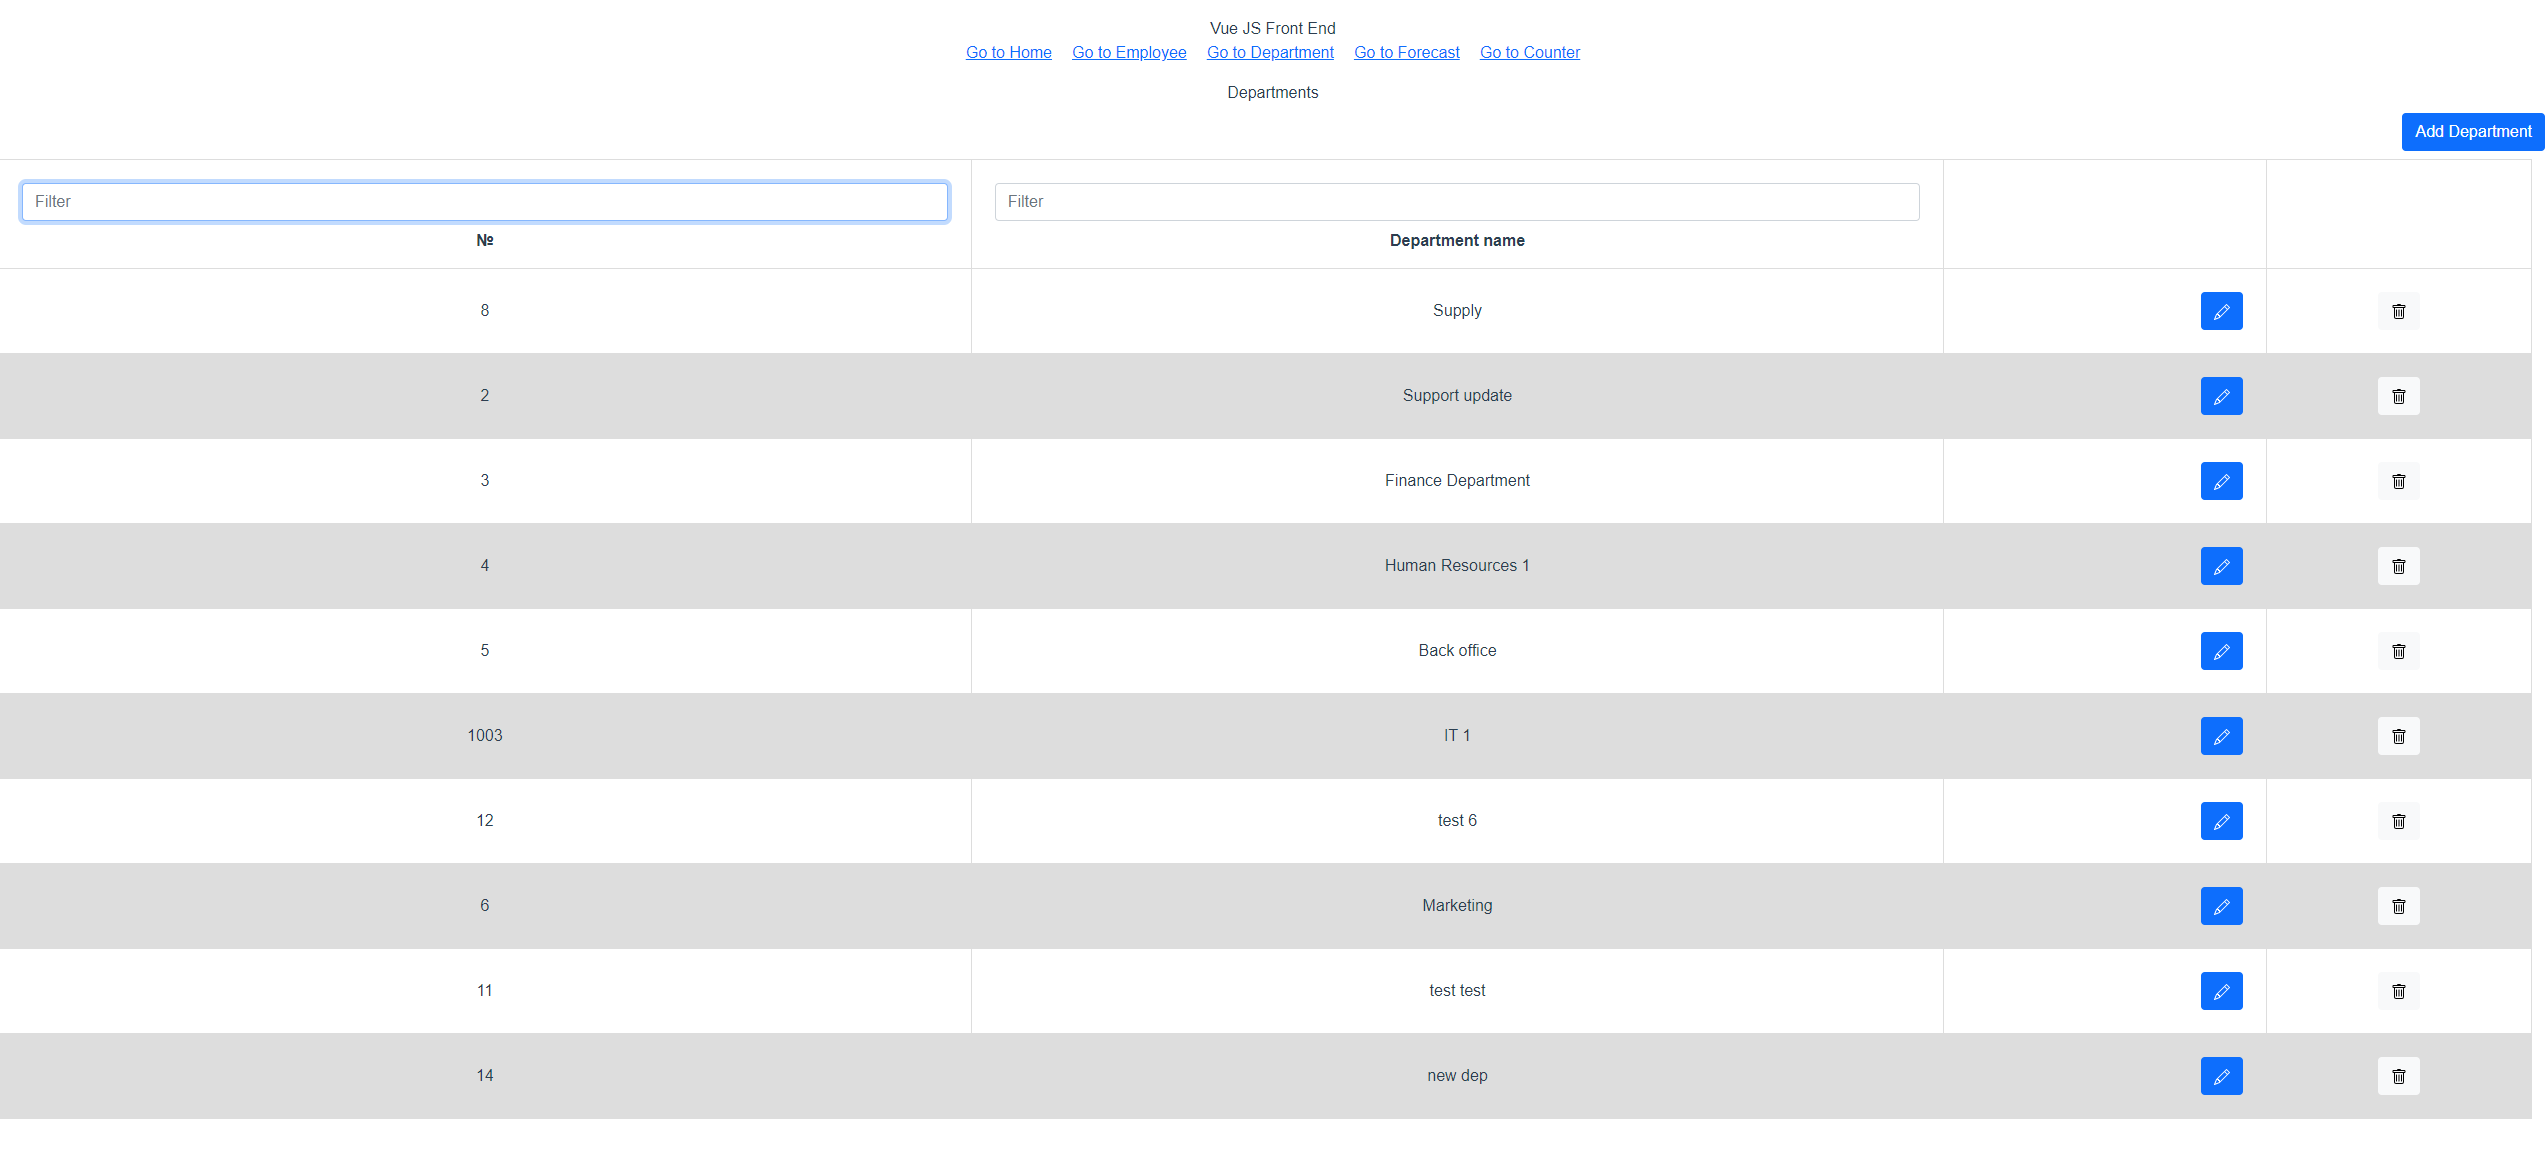 Vue JS Front End
Go to Home Go to Employee Go to Department Go to Forecast Go to Counter
Departments
Add Department
Filter Filter
№ Department name
8 Supply
2 Support update
3 Finance Department
4 Human Resources 1
5 Back office
1003 IT 1
12 test 6
6 Marketing
11 test test
14 new dep